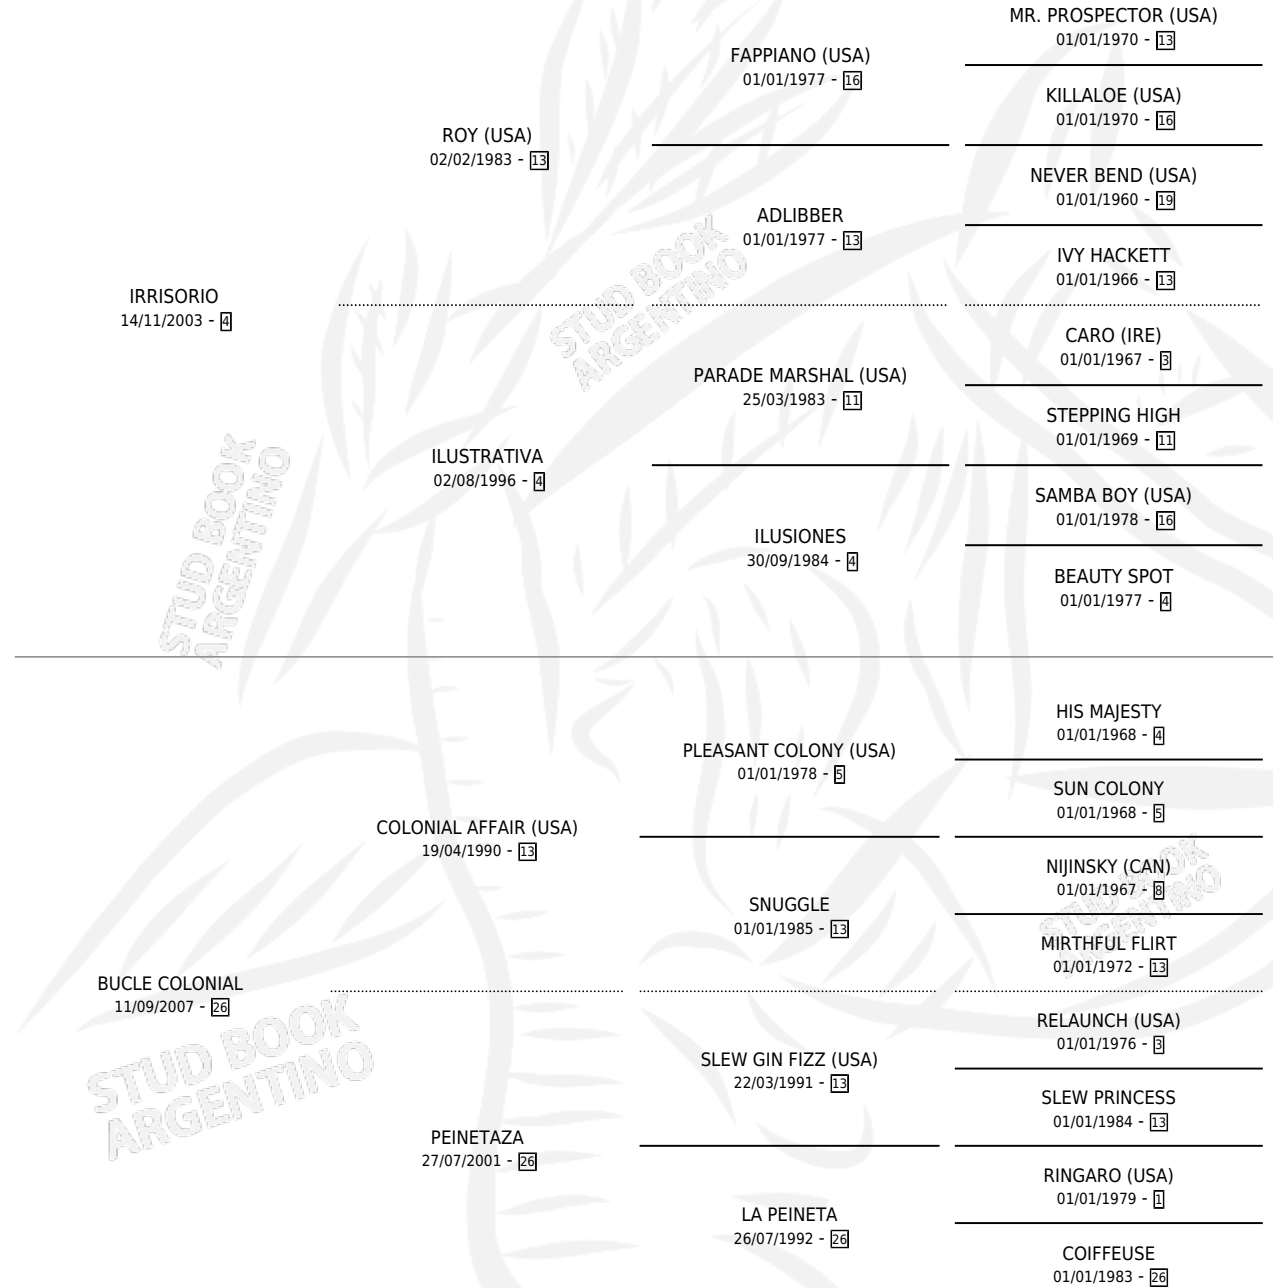 MR. PROSPECTOR (USA)
01/01/1970 - 13
FAPPIANO (USA)
01/01/1977 - 16
KILLALOE (USA)
01/01/1970 - 16
ROY (USA)
02/02/1983 - 13
NEVER BEND (USA)
01/01/1960 - 19
ADLIBBER
01/01/1977 - 13
IVY HACKETT
01/01/1966 - 13
IRRISORIO
14/11/2003 - 4
CARO (IRE)
01/01/1967 - 3
PARADE MARSHAL (USA)
25/03/1983 - 11
STEPPING HIGH
01/01/1969 - 11
ILUSTRATIVA
02/08/1996 - 4
SAMBA BOY (USA)
01/01/1978 - 16
ILUSIONES
30/09/1984 - 4
BEAUTY SPOT
01/01/1977 - 4
HIS MAJESTY
01/01/1968 - 4
PLEASANT COLONY (USA)
01/01/1978 - 5
SUN COLONY
01/01/1968 - 5
COLONIAL AFFAIR (USA)
19/04/1990 - 13
NIJINSKY (CAN)
01/01/1967 - 8
SNUGGLE
01/01/1985 - 13
MIRTHFUL FLIRT
01/01/1972 - 13
BUCLE COLONIAL
11/09/2007 - 26
RELAUNCH (USA)
01/01/1976 - 3
SLEW GIN FIZZ (USA)
22/03/1991 - 13
SLEW PRINCESS
01/01/1984 - 13
PEINETAZA
27/07/2001 - 26
RINGARO (USA)
01/01/1979 - 1
LA PEINETA
26/07/1992 - 26
COIFFEUSE
01/01/1983 - 26
STUD BOOK
ARGENTINO
STUD BOOK
ARGENTINO
STUD BOOK
ARGENTINO
STUD BOOK
ARGENTINO